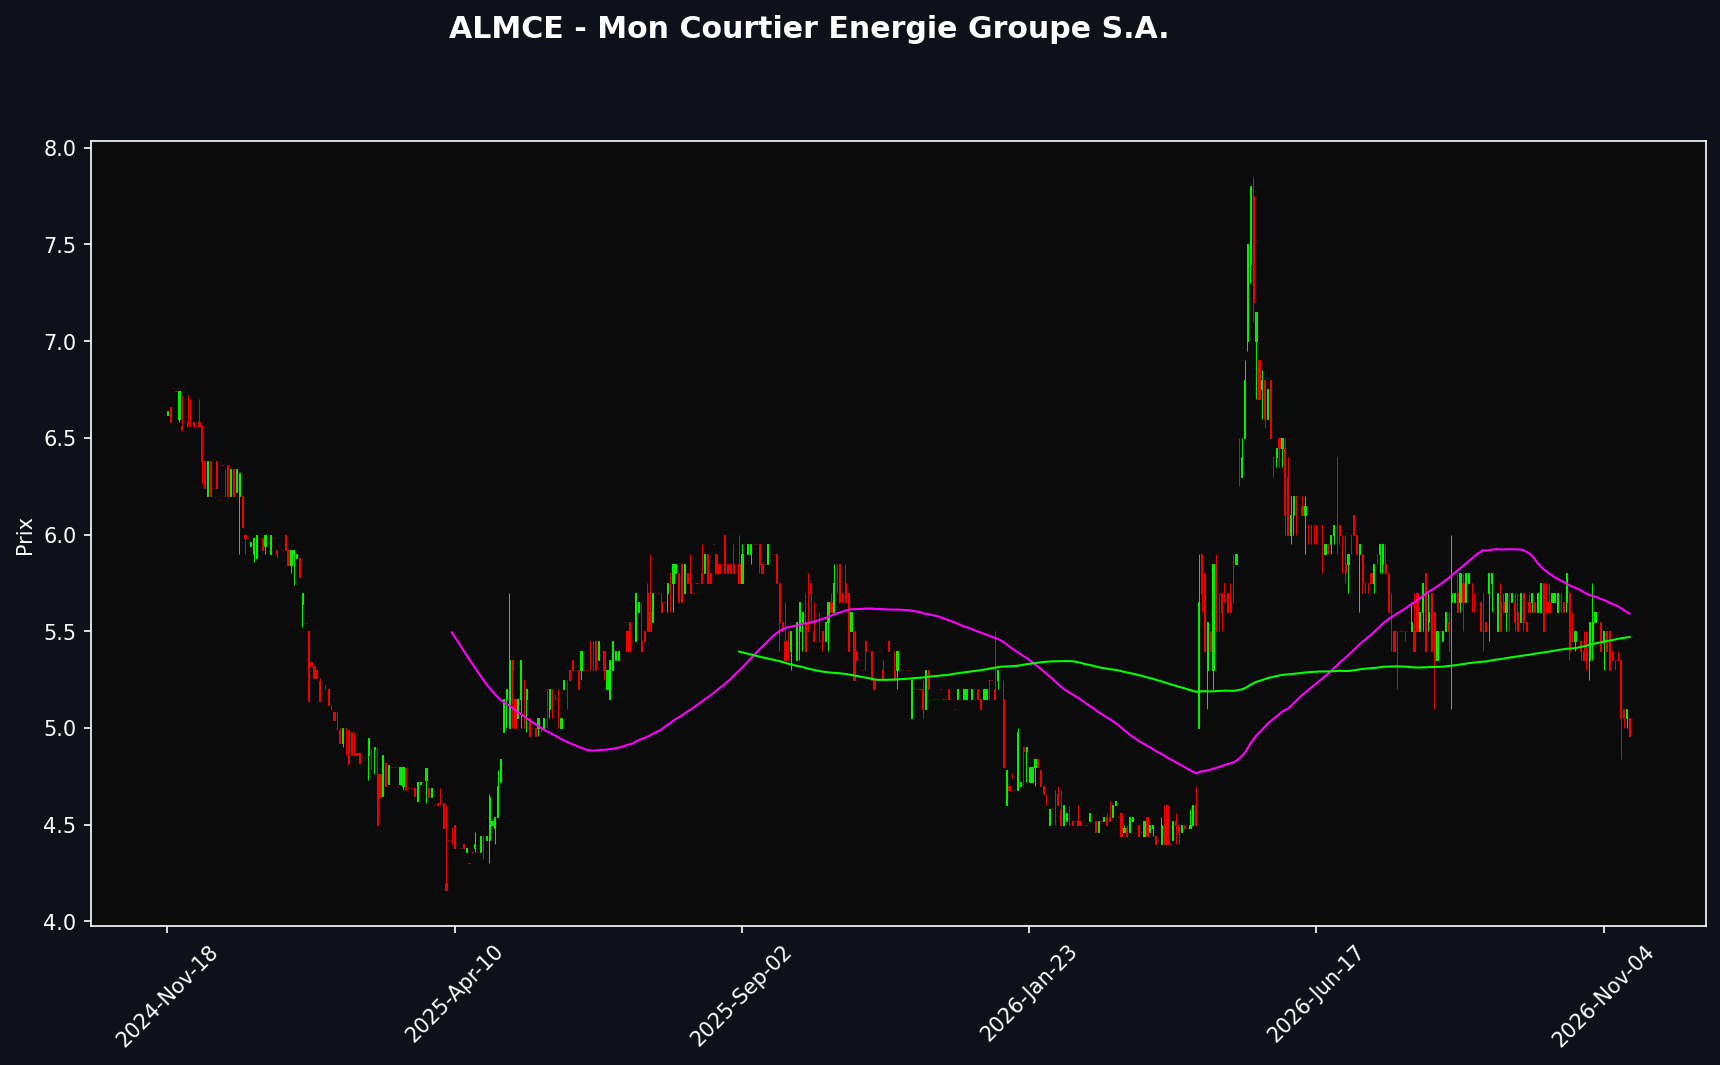 ALMCE - Mon Courtier Energie Groupe S.A.
Prix
8.0
7.5
7.0
6.5
6.0
5.5
5.0
4.5
4.0
2024-Nov-18
2025-Apr-10
2025-Sep-02
2026-Jan-23
2026-Jun-17
2026-Nov-04